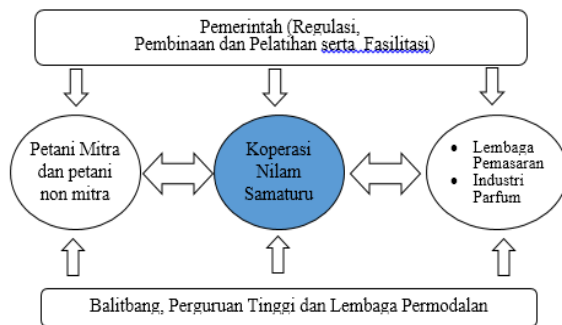 Pemerintah (Regulasi,
Pembinaan dan Pelatihan serta Fasilitasi)
Petani Mitra
dan petani
non mitra
Koperasi
Nilam
Samaturu
• Lembaga
Pemasaran
• Industri
Parfum
Balitbang, Perguruan Tinggi dan Lembaga Permodalan